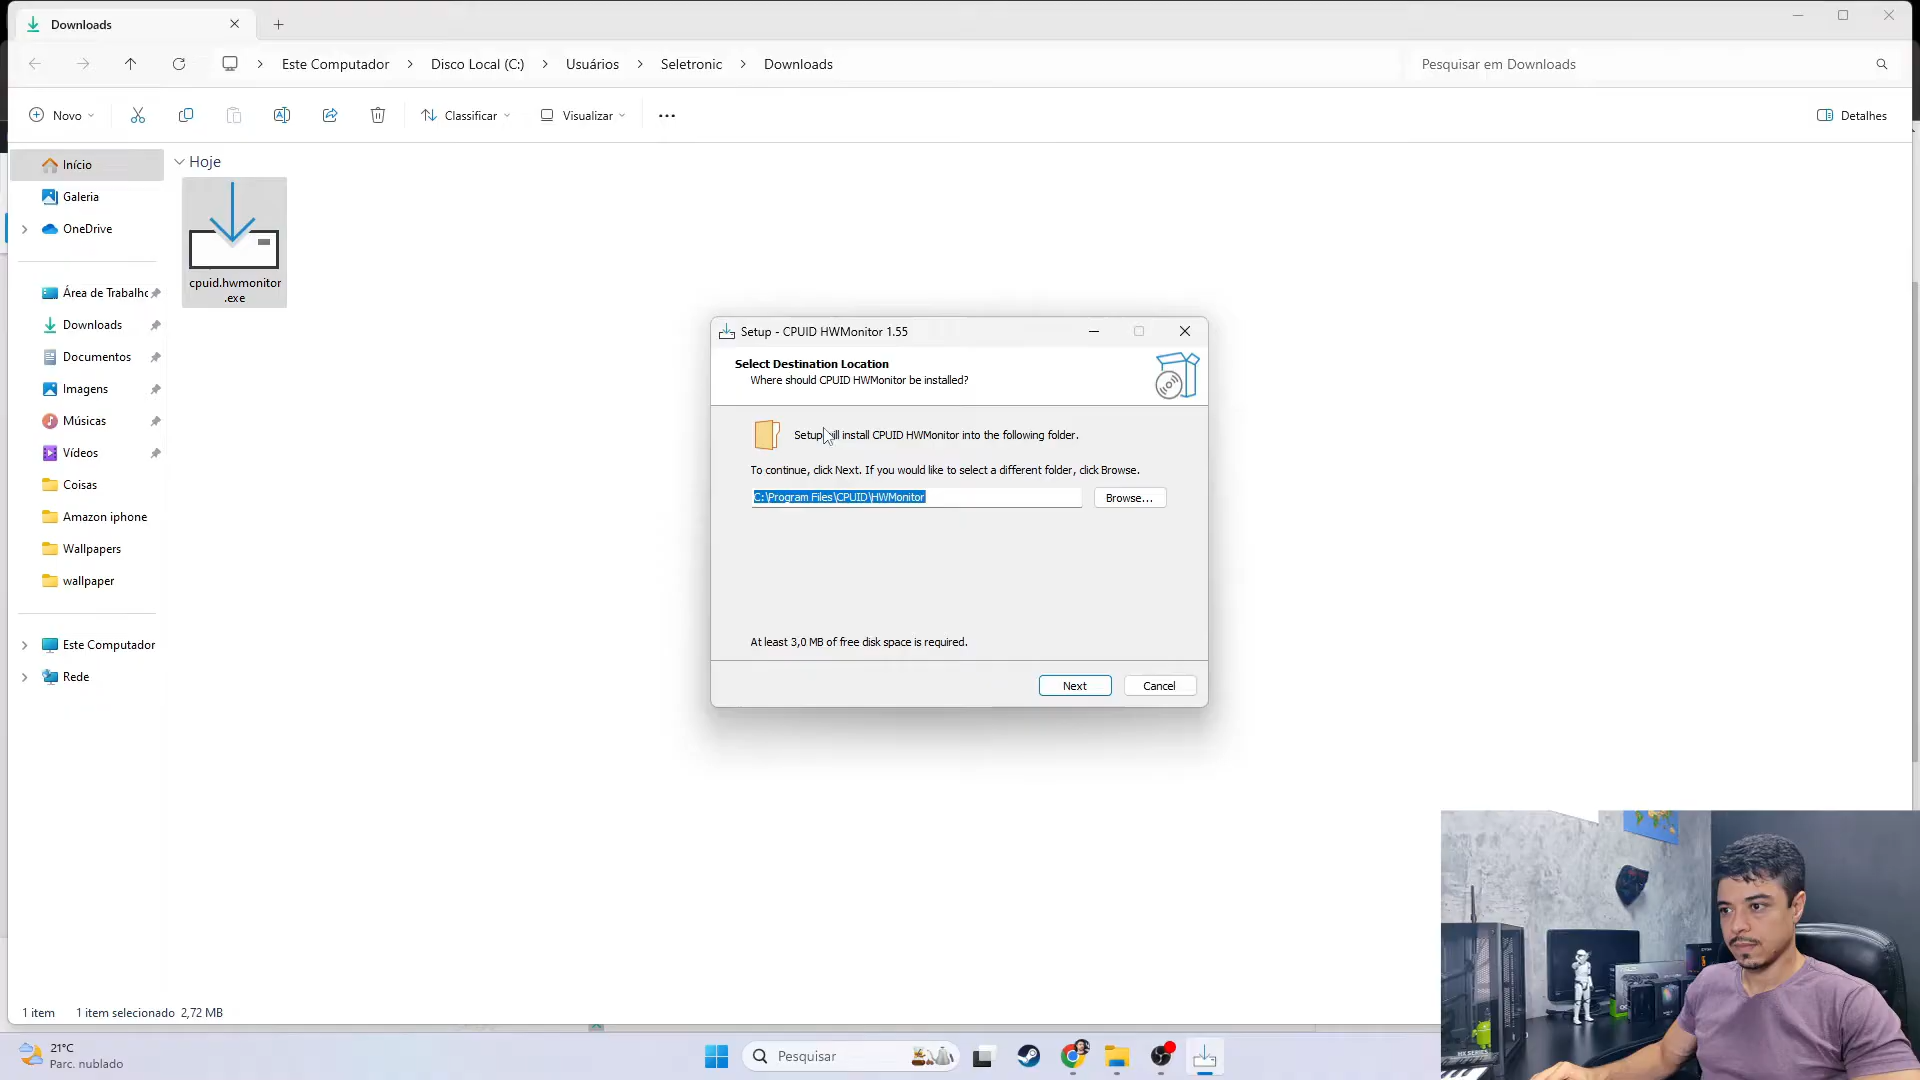 Downloads
Este Computador
Disco Local (C:)
Usuários
Seletronic
Downloads
Pesquisar em Downloads
Novo
Classificar
Visualizar
Detalhes
Início
Galeria
OneDrive
Área de Trabalho
Downloads
Documentos
Imagens
Músicas
Vídeos
Coisas
Amazon iphone
Wallpapers
wallpaper
Este Computador
Rede
Hoje
cpuid.hwmonitor
.exe
Setup - CPUID HWMonitor 1.55
Select Destination Location
Where should CPUID HWMonitor be installed?
Setup will install CPUID HWMonitor into the following folder.
To continue, click Next. If you would like to select a different folder, click Browse.
C:\Program Files\CPUID\HWMonitor
Browse...
At least 3,0 MB of free disk space is required.
Next
Cancel
1 item
1 item selecionado 2,72 MB
21°C
Parc. nublado
Pesquisar